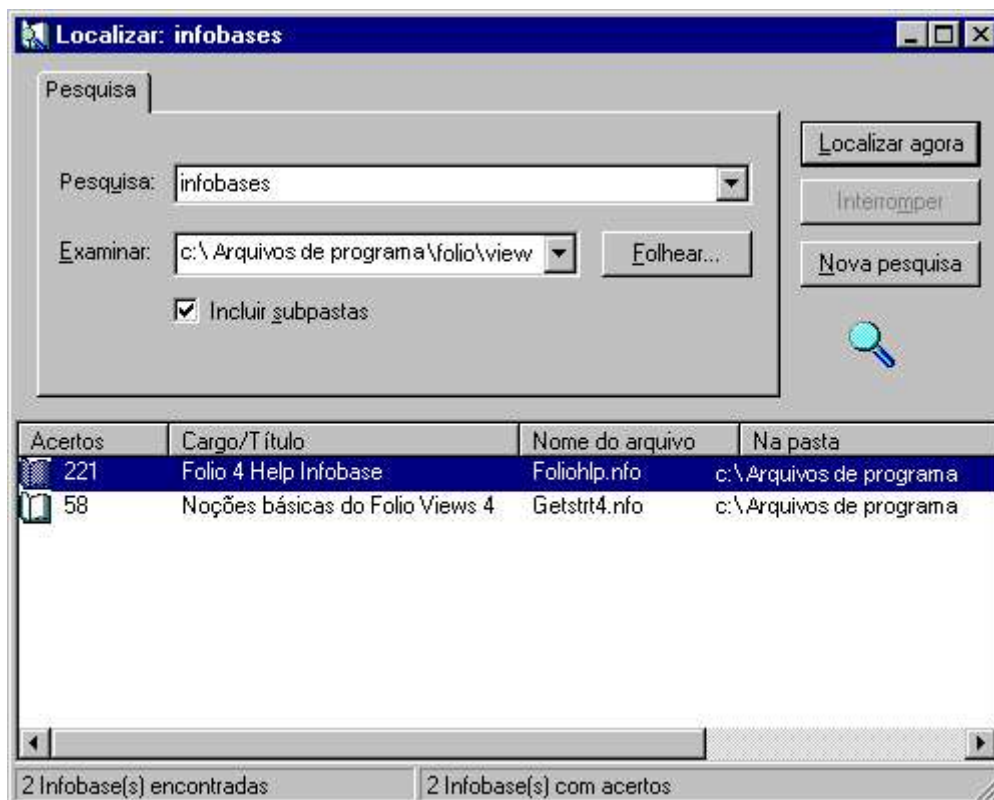 Localizar: infobases
Pesquisa
Pesquisa: infobases
Localizar agora
Interromper
Examinar: c:\ Arquivos de programa\folio\view
Folhear...
Nova pesquisa
Incluir subpastas
Acertos Cargo/Título Nome do arquivo Na pasta
221 Folio 4 Help Infobase Foliohlp.nfo c:\ Arquivos de programa
58 Noções básicas do Folio Views 4 Getstrt4.nfo c:\ Arquivos de programa
2 Infobase(s) encontradas 2 Infobase(s) com acertos